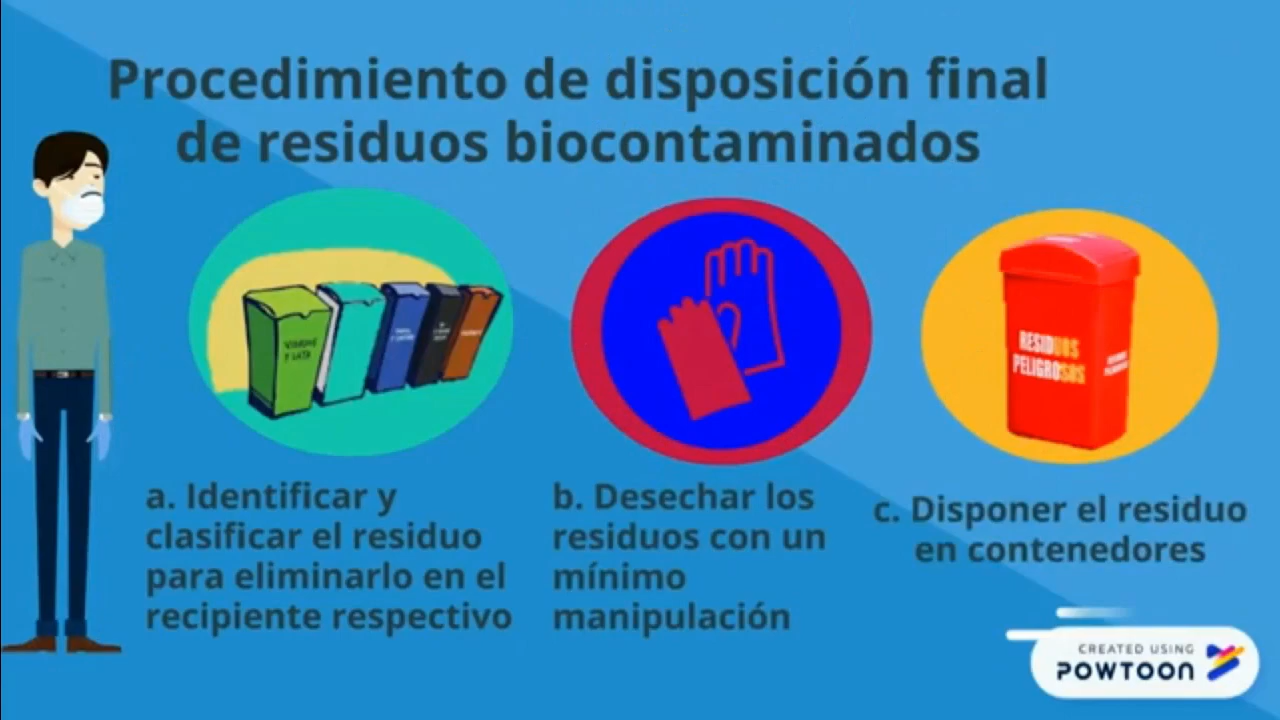 Procedimiento de disposición final
de residuos biocontaminados
a. Identificar y
clasificar el residuo
para eliminarlo en el
recipiente respectivo
b. Desechar los
residuos con un
mínimo
manipulación
c. Disponer el residuo
en contenedores
RESIDUOS
PELIGROSOS
CREATED USING
POWTOON